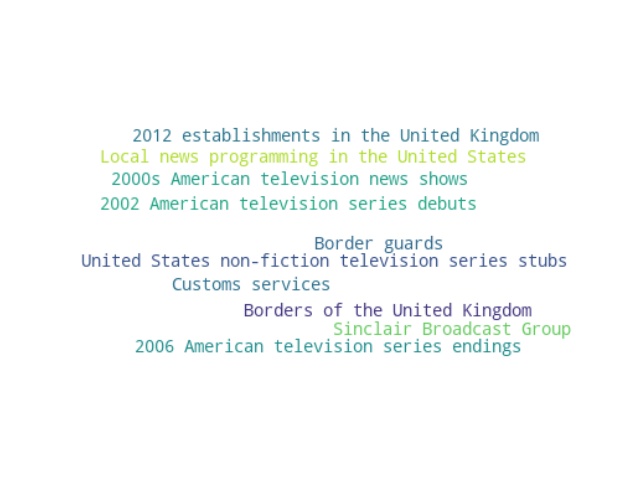 2012 establishments in the United Kingdom
Local news programming in the United States
2000s American television news shows
2002 American television series debuts
Border guards
United States non-fiction television series stubs
Customs services
Borders of the United Kingdom
Sinclair Broadcast Group
2006 American television series endings